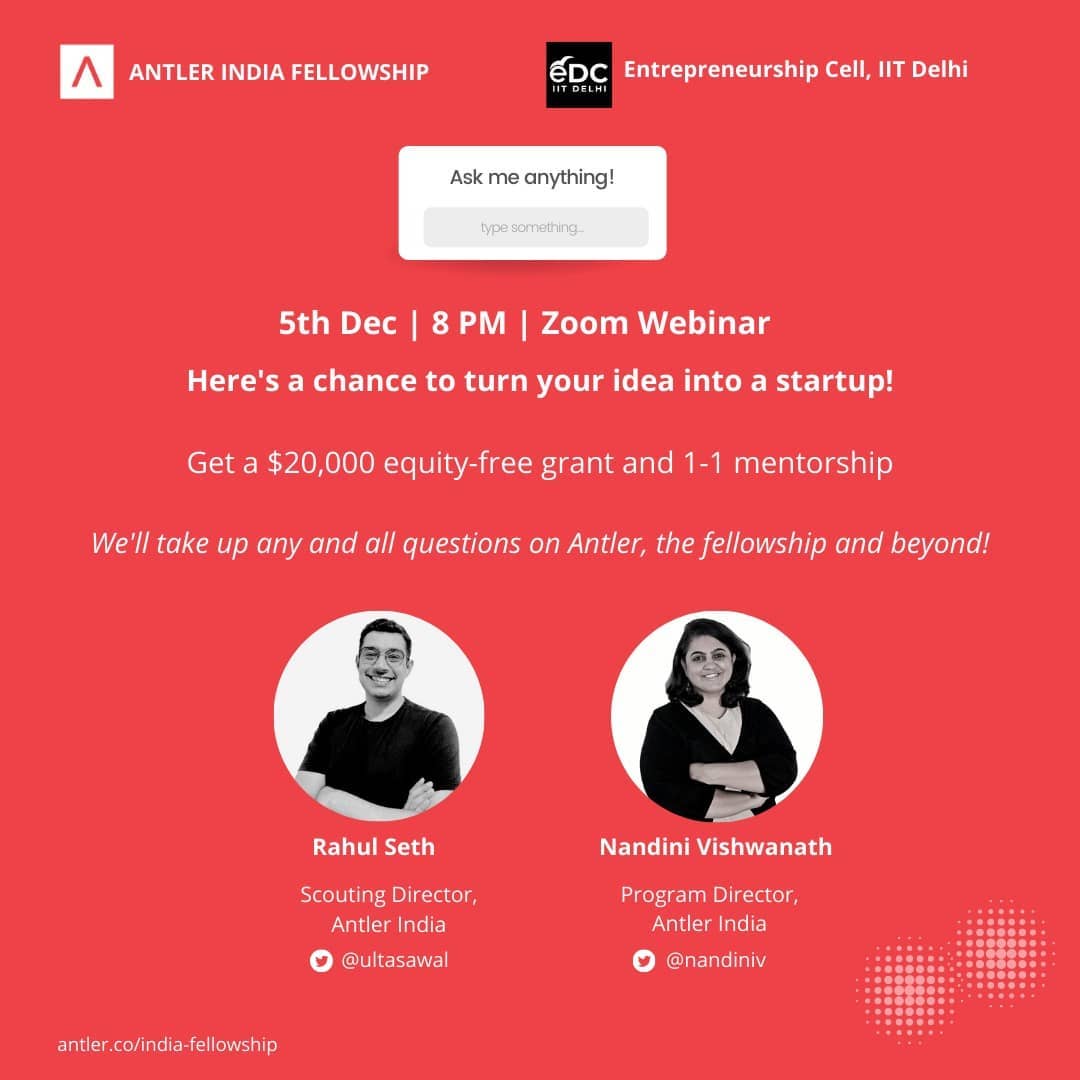 ANTLER INDIA FELLOWSHIP
eDC
IIT DELHI
Entrepreneurship Cell, IIT Delhi
Ask me anything!
type something...
5th Dec | 8 PM | Zoom Webinar
Here's a chance to turn your idea into a startup!
Get a $20,000 equity-free grant and 1-1 mentorship
We'll take up any and all questions on Antler, the fellowship and beyond!
Rahul Seth
Scouting Director,
Antler India
@ultasawal
Nandini Vishwanath
Program Director,
Antler India
@nandiniv
antler.co/india-fellowship